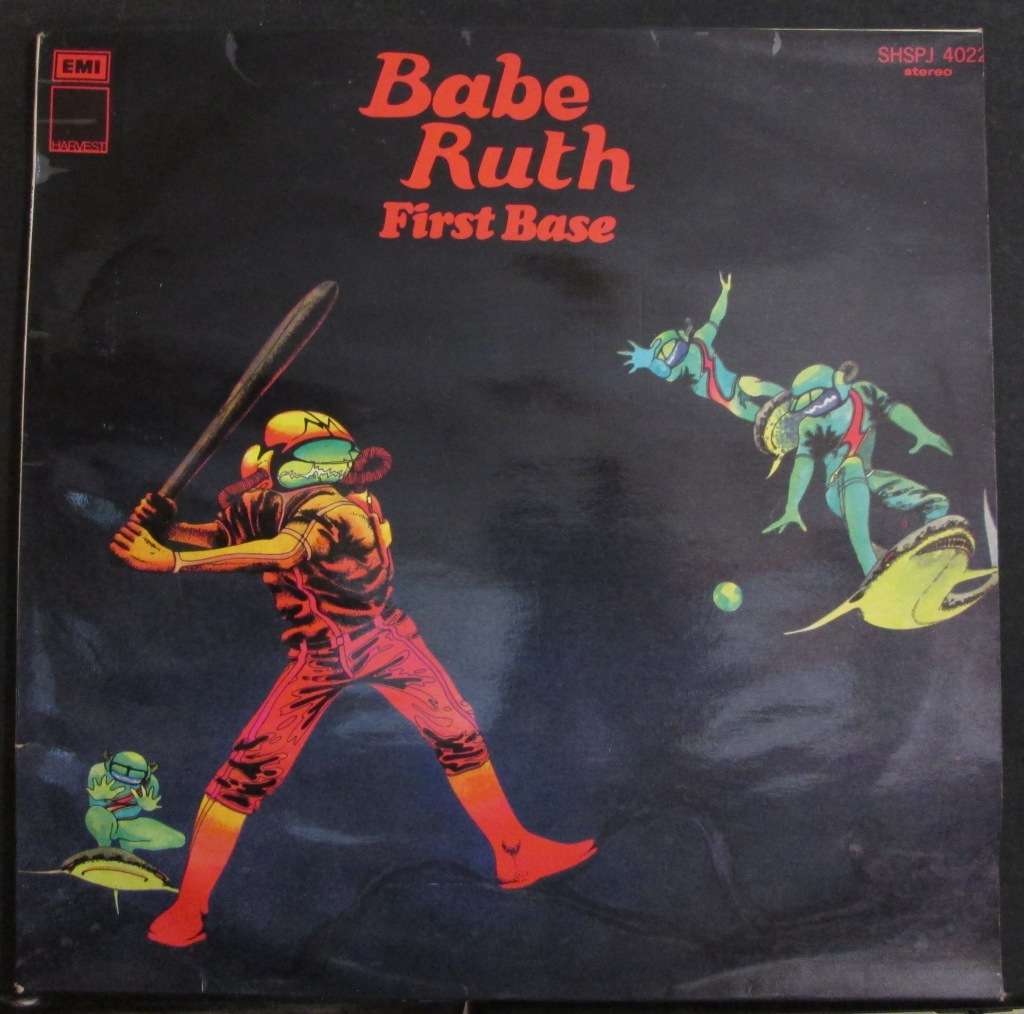 EMI
HARVEST
Babe
Ruth
First Base
SHSPJ 4022
stereo